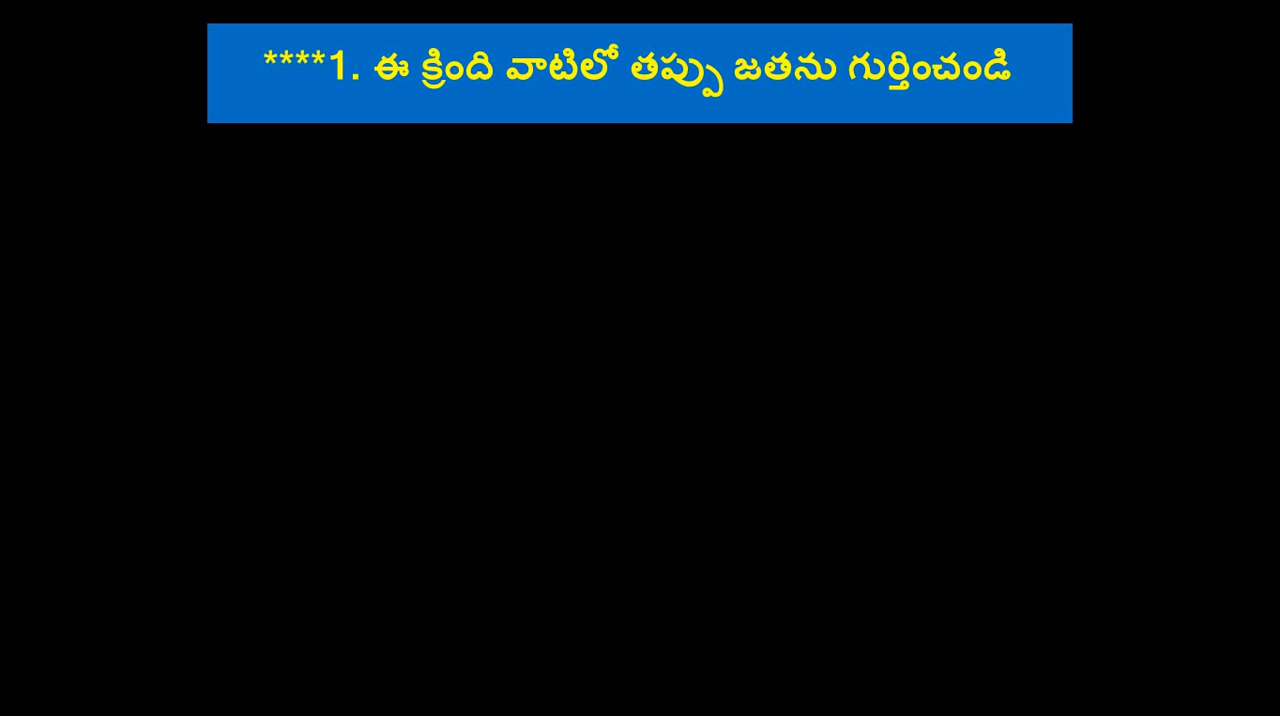 ****1. ఈ క్రింది వాటిలో తప్పు జతను గుర్తించండి